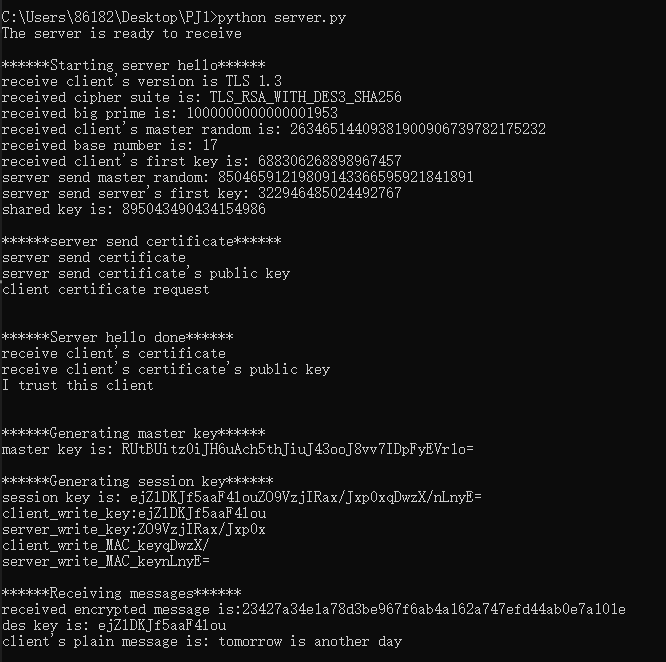 C:\Users\86182\Desktop\PJ1>python server.py
The server is ready to receive
******Starting server hello******
receive client's version is TLS 1.3
received cipher suite is: TLS_RSA_WITH_DES3_SHA256
received big prime is: 1000000000000001953
received client's master random is: 263465144093819009067397821752​32
received base number is: 17
received client's first key is: 688306268898967457
server send master random: 85046591219809143366595921841891
server send server's first key: 322946485024492767
shared key is: 895043490434154986
******server send certificate******
server send certificate
server send certificate's public key
client certificate request
******Server hello done******
receive client's certificate
receive client's certificate's public key
I trust this client
******Generating master key******
master key is: RUtBUitz0iJH6uAch5thJiuJ43ooJ8vv7IDpFyEVr1o=
******Generating session key******
session key is: ejZ1DKJf5aaF41ouZO9VzjIRax/Jxp0xqDwzX/nLnyE=
client_write_key:ejZ1DKJf5aaF41ou
server_write_key:ZO9VzjIRax/Jxp0x
client_write_MAC_keyqDwzX/
server_write_MAC_keynLnyE=
******Receiving messages******
received encrypted message is:23427a34e1a78d3be967f6ab4a162a747efd44ab0e7a101e
des key is: ejZ1DKJf5aaF41ou
client's plain message is: tomorrow is another day